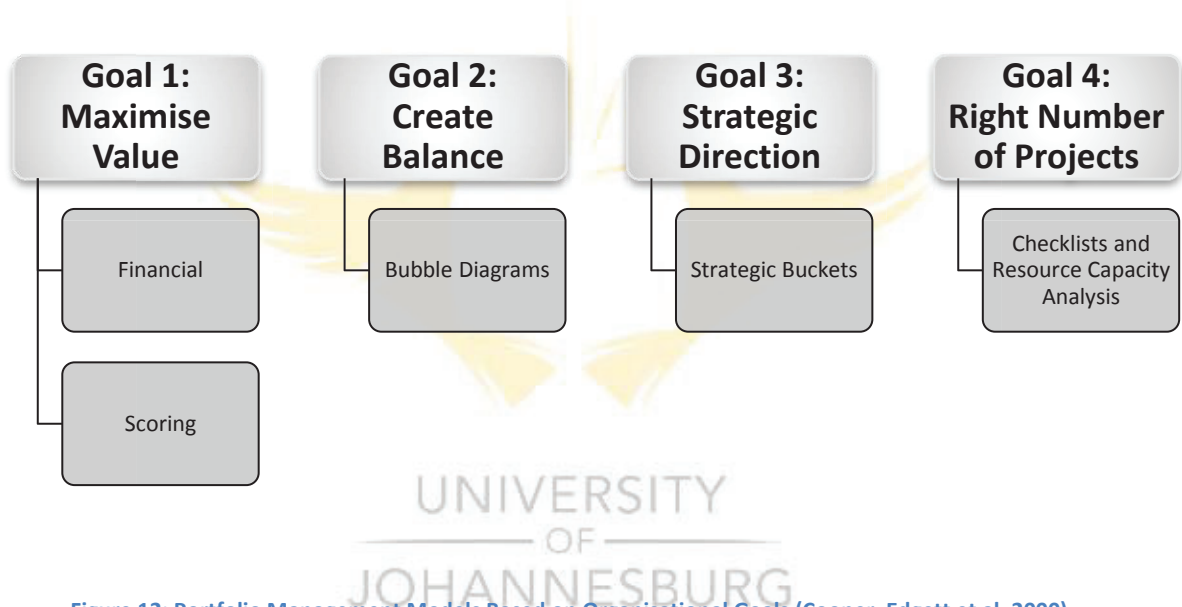 Goal 1:
Maximise
Value
Financial
Scoring
Goal 2:
Create
Balance
Bubble Diagrams
Goal 3:
Strategic
Direction
Strategic Buckets
Goal 4:
Right Number
of Projects
Checklists and
Resource Capacity
Analysis
UNIVERSITY
OF
JOHANNESBURG
Figure 12: Portfolio Management Models Based on Organisational Goals (Cooper, Edgett et al. 2000)